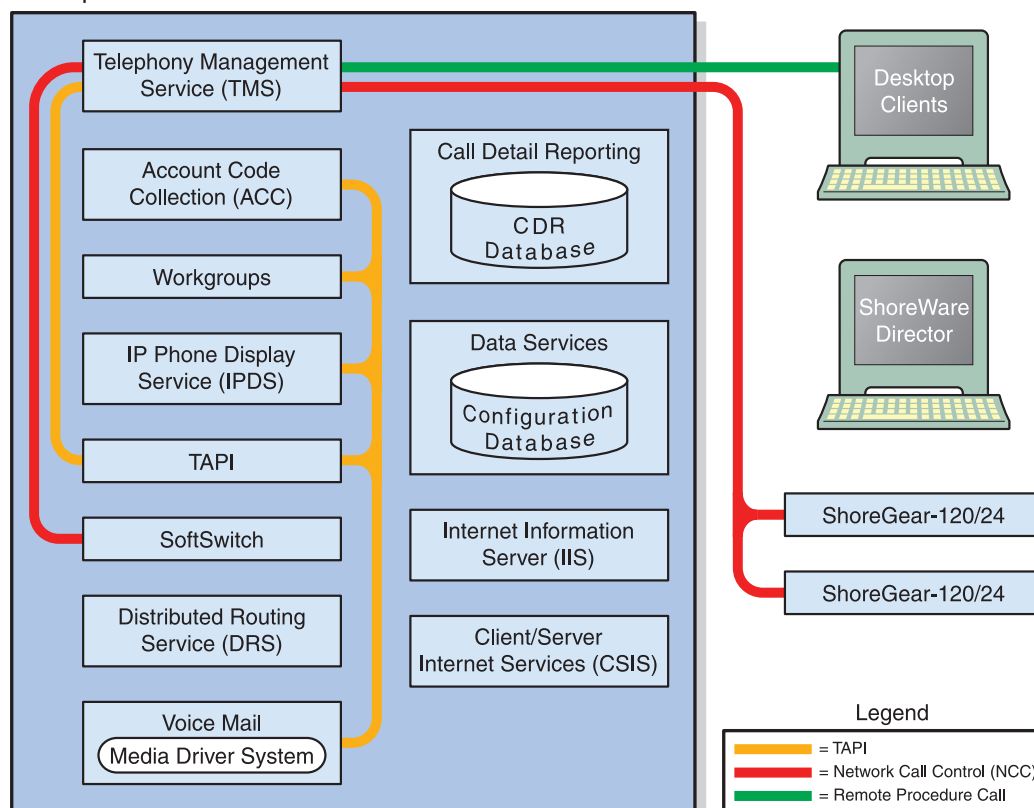 Telephony Management
Service (TMS)
Account Code
Collection (ACC)
Workgroups
IP Phone Display
Service (IPDS)
TAPI
SoftSwitch
Distributed Routing
Service (DRS)
Voice Mail
Media Driver System
Call Detail Reporting
CDR
Database
Data Services
Configuration
Database
Internet Information
Server (IIS)
Client/Server
Internet Services (CSIS)
Desktop
Clients
ShoreWare
Director
ShoreGear-120/24
ShoreGear-120/24
Legend
= TAPI
= Network Call Control (NCC)
= Remote Procedure Call